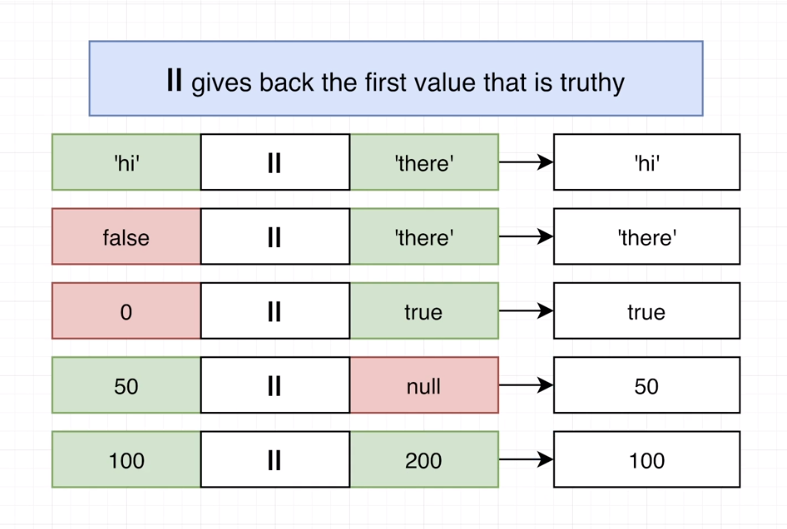 || gives back the first value that is truthy
'hi' || 'there' 'hi'
false || 'there' 'there'
0 || true true
50 || null 50
100 || 200 100